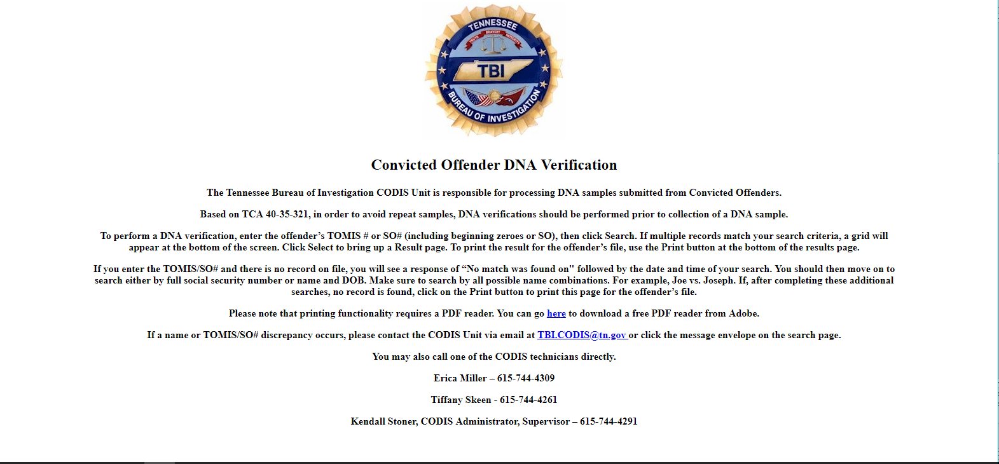 TENNESSEE
TRUTH BRAVERY INTEGRITY
TBI
BUREAU OF INVESTIGATION
Convicted Offender DNA Verification
The Tennessee Bureau of Investigation CODIS Unit is responsible for processing DNA samples submitted from Convicted Offenders.
Based on TCA 40-35-321, in order to avoid repeat samples, DNA verifications should be performed prior to collection of a DNA sample.
To perform a DNA verification, enter the offender’s TOMIS # or SO# (including beginning zeroes or SO), then click Search. If multiple records match your search criteria, a grid will
appear at the bottom of the screen. Click Select to bring up a Result page. To print the result for the offender’s file, use the Print button at the bottom of the results page.
If you enter the TOMIS/SO# and there is no record on file, you will see a response of “No match was found on" followed by the date and time of your search. You should then move on to
search either by full social security number or name and DOB. Make sure to search by all possible name combinations. For example, Joe vs. Joseph. If, after completing these additional
searches, no record is found, click on the Print button to print this page for the offender’s file.
Please note that printing functionality requires a PDF reader. You can go here to download a free PDF reader from Adobe.
If a name or TOMIS/SO# discrepancy occurs, please contact the CODIS Unit via email at TBI.CODIS@tn.gov or click the message envelope on the search page.
You may also call one of the CODIS technicians directly.
Erica Miller – 615-744-4309
Tiffany Skeen - 615-744-4261
Kendall Stoner, CODIS Administrator, Supervisor – 615-744-4291